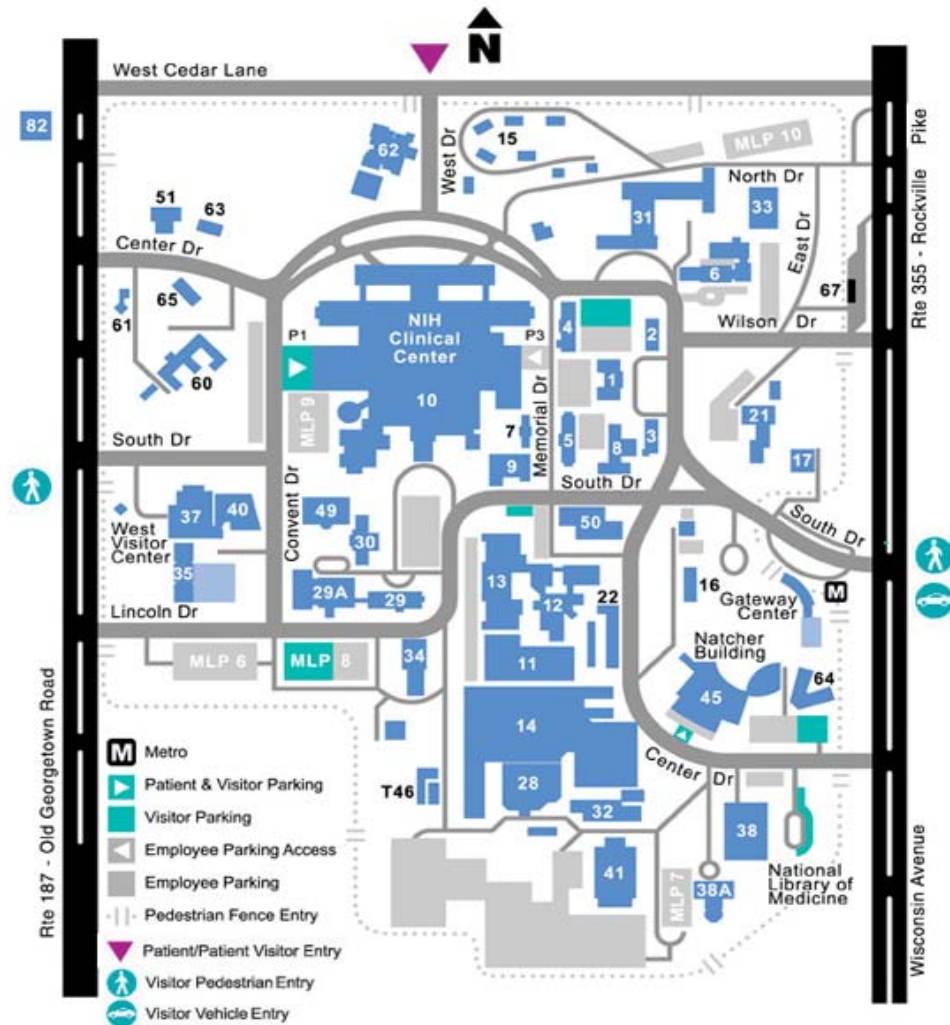 N
West Cedar Lane
82
62
West Dr
15
MLP 10
Rte 355 - Rockville Pike
North Dr
51
63
31
33
East Dr
Center Dr
65
6
67
61
NIH
Clinical
Center
4
2
Wilson Dr
P1
P3
60
10
1
MLP 9
Memorial Dr
21
7
5
8
3
South Dr
9
17
South Dr
South Dr
37
40
Convent Dr
49
50
West
Visitor
Center
30
13
35
29A
29
12
22
16
Gateway
Center
M
Lincoln Dr
Natcher
Building
34
11
MLP 6
MLP 8
45
64
14
Center Dr
T46
28
32
38
41
MLP 7
38A
National
Library of
Medicine
Rte 187 - Old Georgetown Road
Wisconsin Avenue
M Metro
Patient & Visitor Parking
Visitor Parking
Employee Parking Access
Employee Parking
Pedestrian Fence Entry
Patient/Patient Visitor Entry
Visitor Pedestrian Entry
Visitor Vehicle Entry